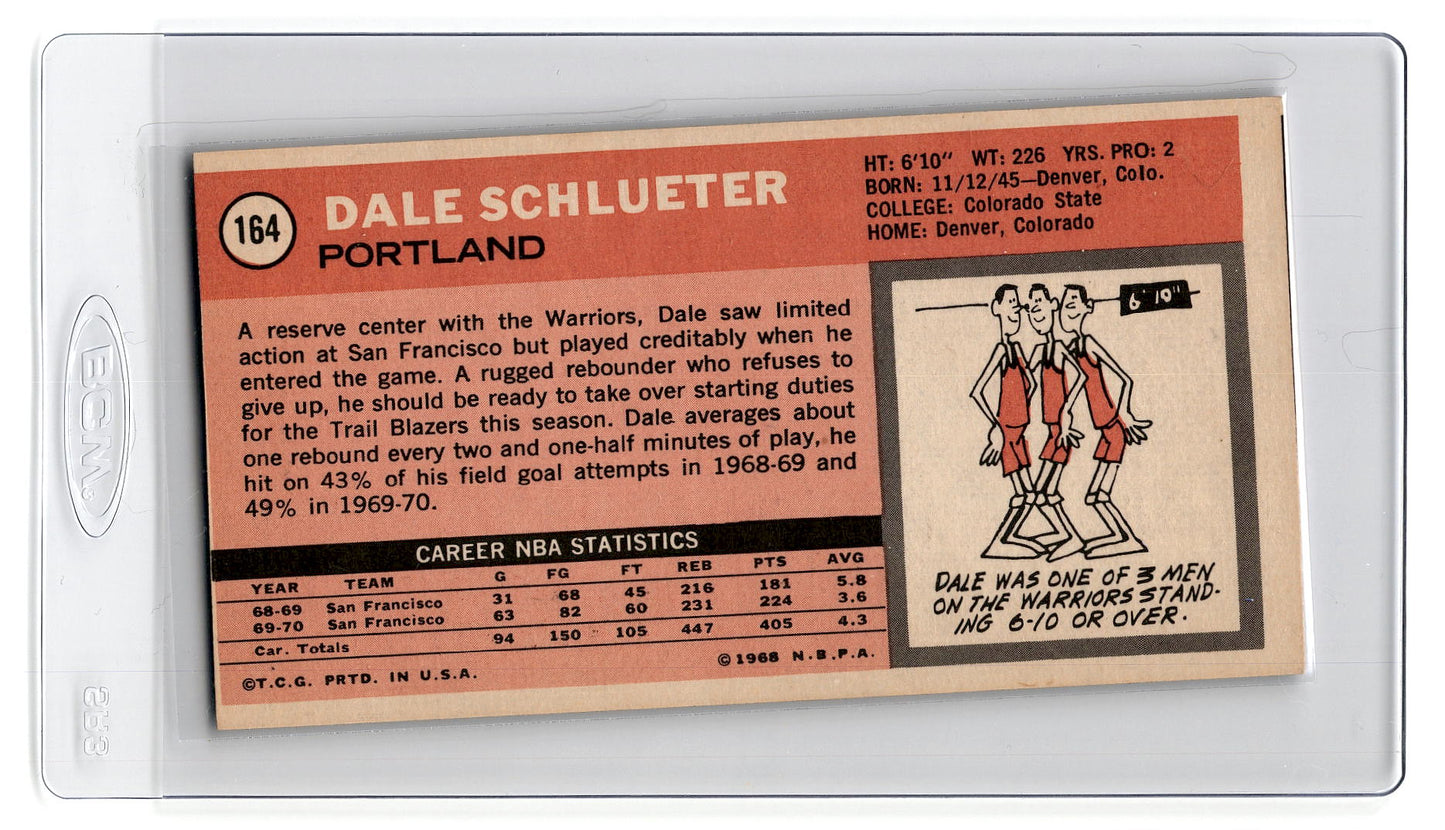 164
DALE SCHLUETER
PORTLAND
HT: 6'10" WT: 226 YRS. PRO: 2
BORN: 11/12/45—Denver, Colo.
COLLEGE: Colorado State
HOME: Denver, Colorado
A reserve center with the Warriors, Dale saw limited
action at San Francisco but played creditably when he
entered the game. A rugged rebounder who refuses to
give up, he should be ready to take over starting duties
for the Trail Blazers this season. Dale averages about
one rebound every two and one-half minutes of play, he
hit on 43% of his field goal attempts in 1968-69 and
49% in 1969-70.
CAREER NBA STATISTICS
YEAR TEAM G FG FT REB PTS AVG
68-69 San Francisco 31 68 45 216 181 5.8
69-70 San Francisco 63 82 60 231 224 3.6
Car. Totals 94 150 105 447 405 4.3
©T.C.G. PRTD. IN U.S.A.
©1968 N.B.P.A.
6'10"
DALE WAS ONE OF 3 MEN
ON THE WARRIORS STAND-
ING 6-10 OR OVER.
BCW